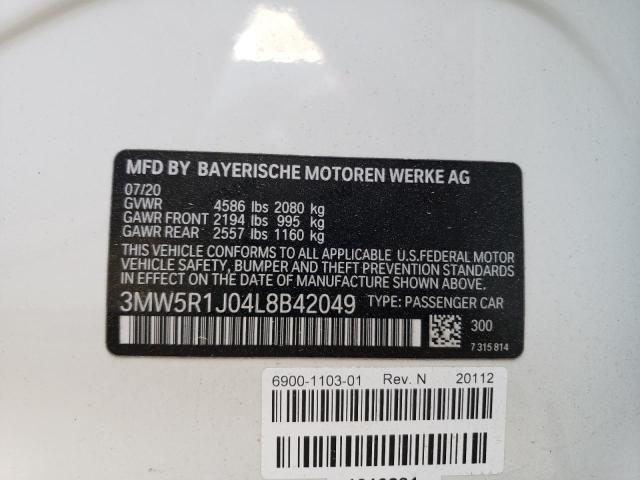 MFD BY BAYERISCHE MOTOREN WERKE AG
07/20
GVWR 4586 lbs 2080 kg
GAWR FRONT 2194 lbs 995 kg
GAWR REAR 2557 lbs 1160 kg
THIS VEHICLE CONFORMS TO ALL APPLICABLE U.S.FEDERAL MOTOR
VEHICLE SAFETY, BUMPER AND THEFT PREVENTION STANDARDS
IN EFFECT ON THE DATE OF MANUFACTURE SHOWN ABOVE.
3MW5R1J04L8B42049 TYPE: PASSENGER CAR
300
7 315 814
6900-1103-01 Rev. N 20112